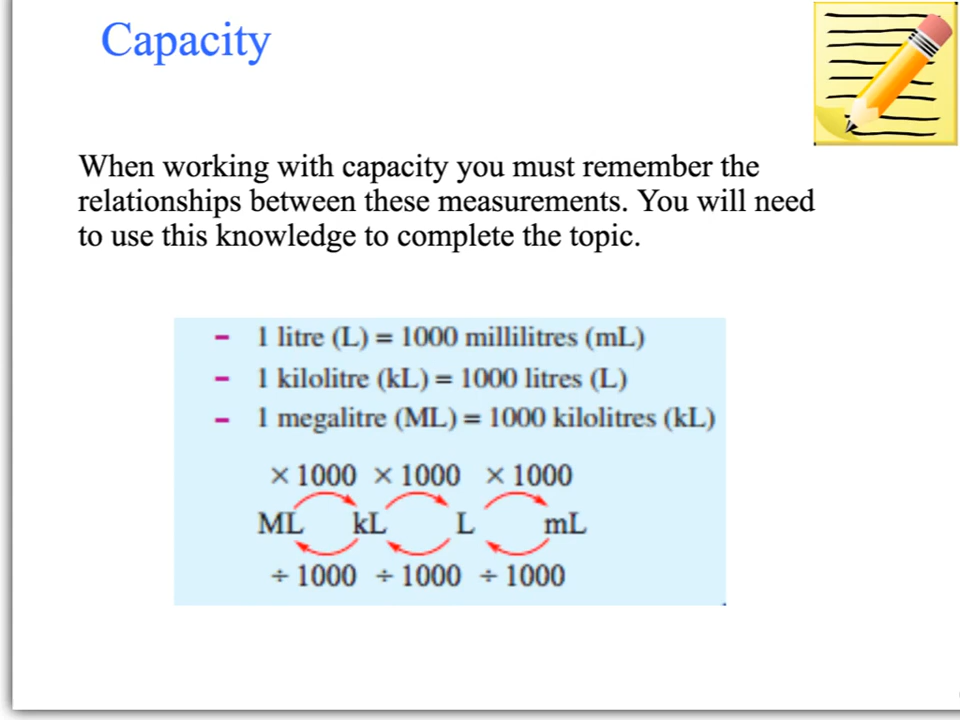 Capacity
When working with capacity you must remember the
relationships between these measurements. You will need
to use this knowledge to complete the topic.
– 1 litre (L) = 1000 millilitres (mL)
– 1 kilolitre (kL) = 1000 litres (L)
– 1 megalitre (ML) = 1000 kilolitres (kL)
× 1000 × 1000 × 1000
ML kL L mL
÷ 1000 ÷ 1000 ÷ 1000